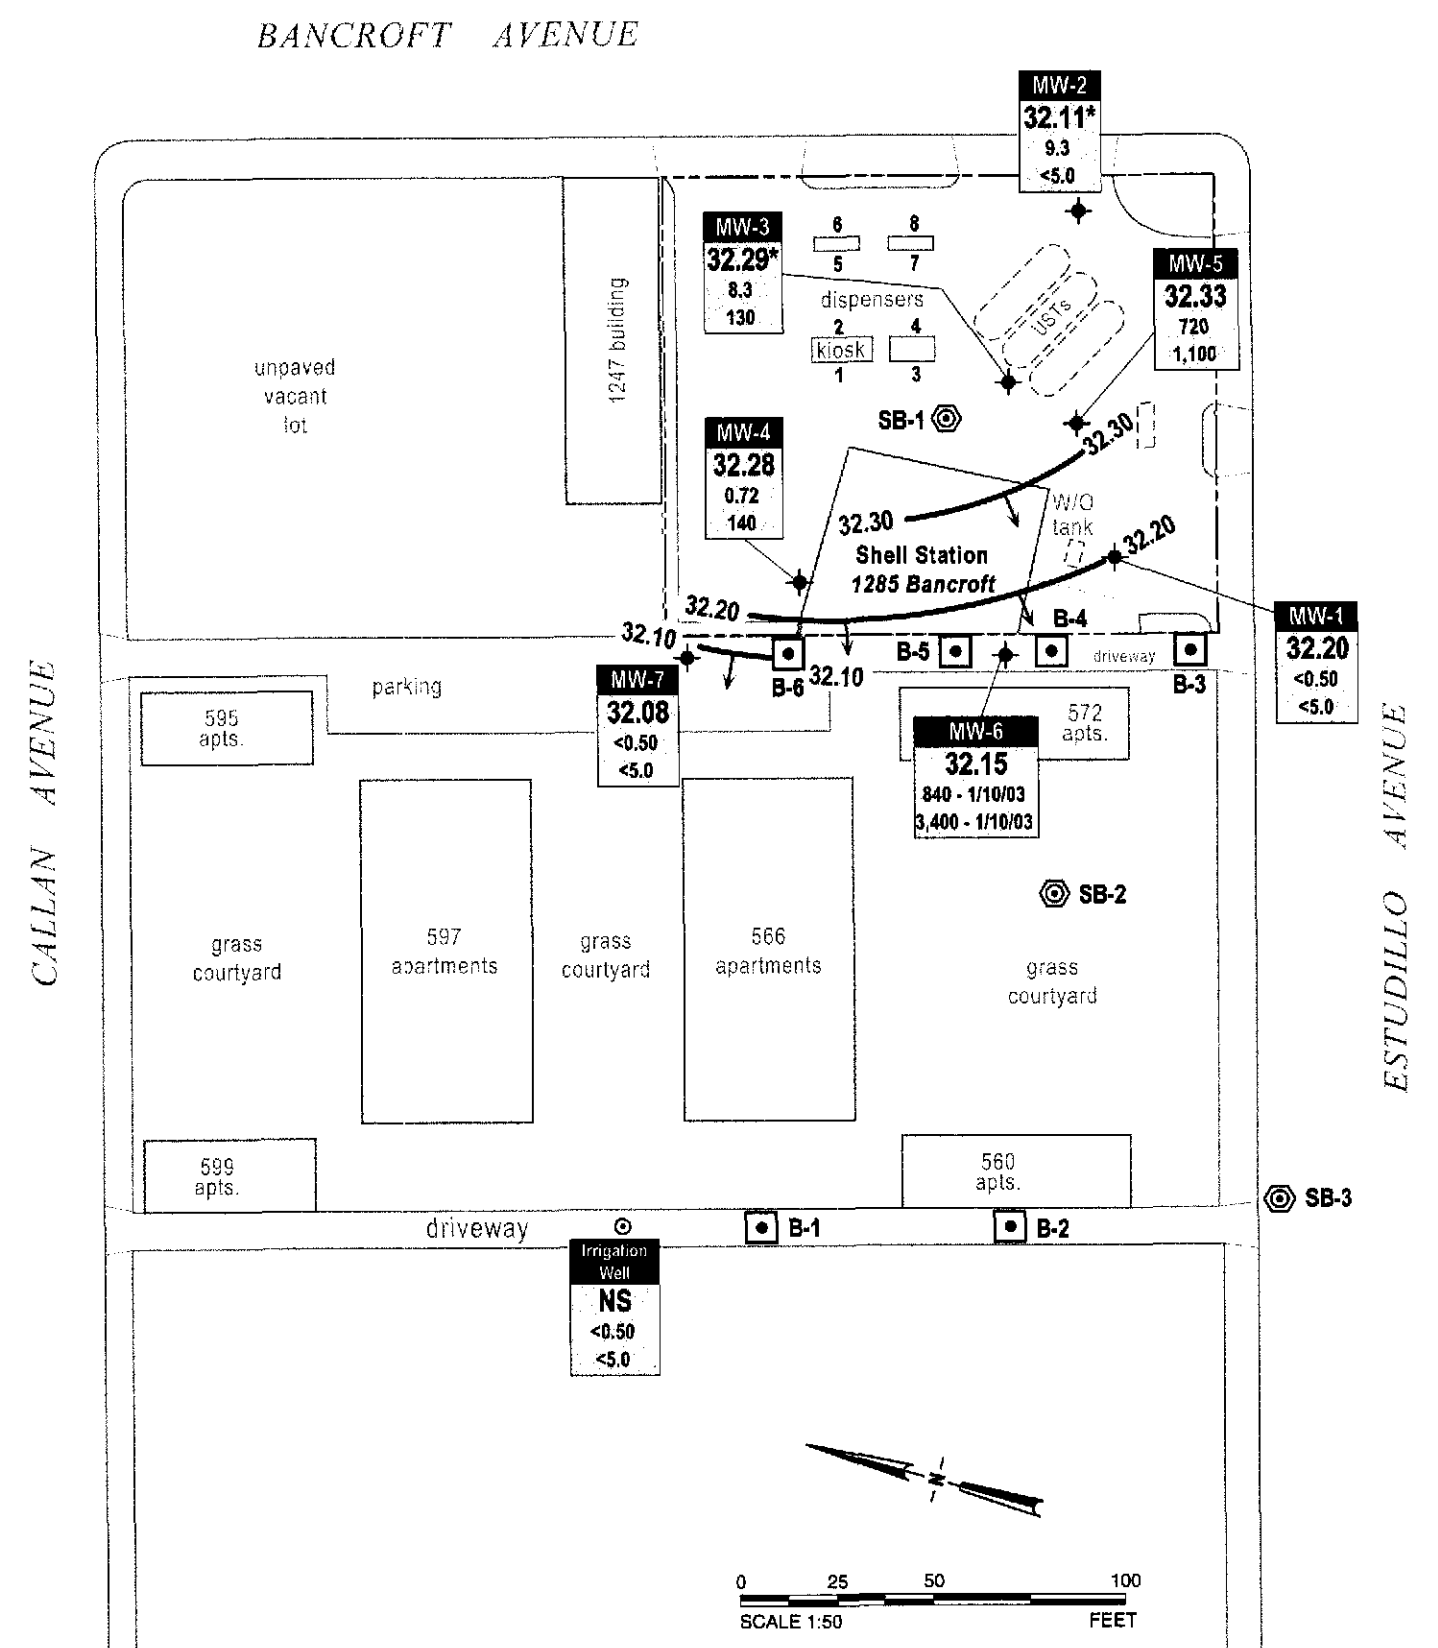 BANCROFT AVENUE
MW-2
32.11*
9.3
<5.0
MW-3
32.29*
8.3
130
6 8
5 7
dispensers
2 4
kiosk
1 3
USTs
MW-5
32.33
720
1,100
1247 building
unpaved
vacant
lot
SB-1
MW-4
32.28
0.72
140
32.30
32.30
W/O
tank
Shell Station
1285 Bancroft
32.20
32.20
32.10
32.10
B-6
B-5
B-4
driveway
B-3
MW-1
32.20
<0.50
<5.0
MW-7
32.08
<0.50
<5.0
parking
595
apts.
572
apts.
MW-6
32.15
840 - 1/10/03
3,400 - 1/10/03
CALLAN AVENUE
ESTUDILLO AVENUE
SB-2
grass
courtyard
597
apartments
grass
courtyard
566
apartments
grass
courtyard
599
apts.
560
apts.
SB-3
driveway
B-1
B-2
Irrigation
Well
NS
<0.50
<5.0
N
0 25 50 100
SCALE 1:50 FEET